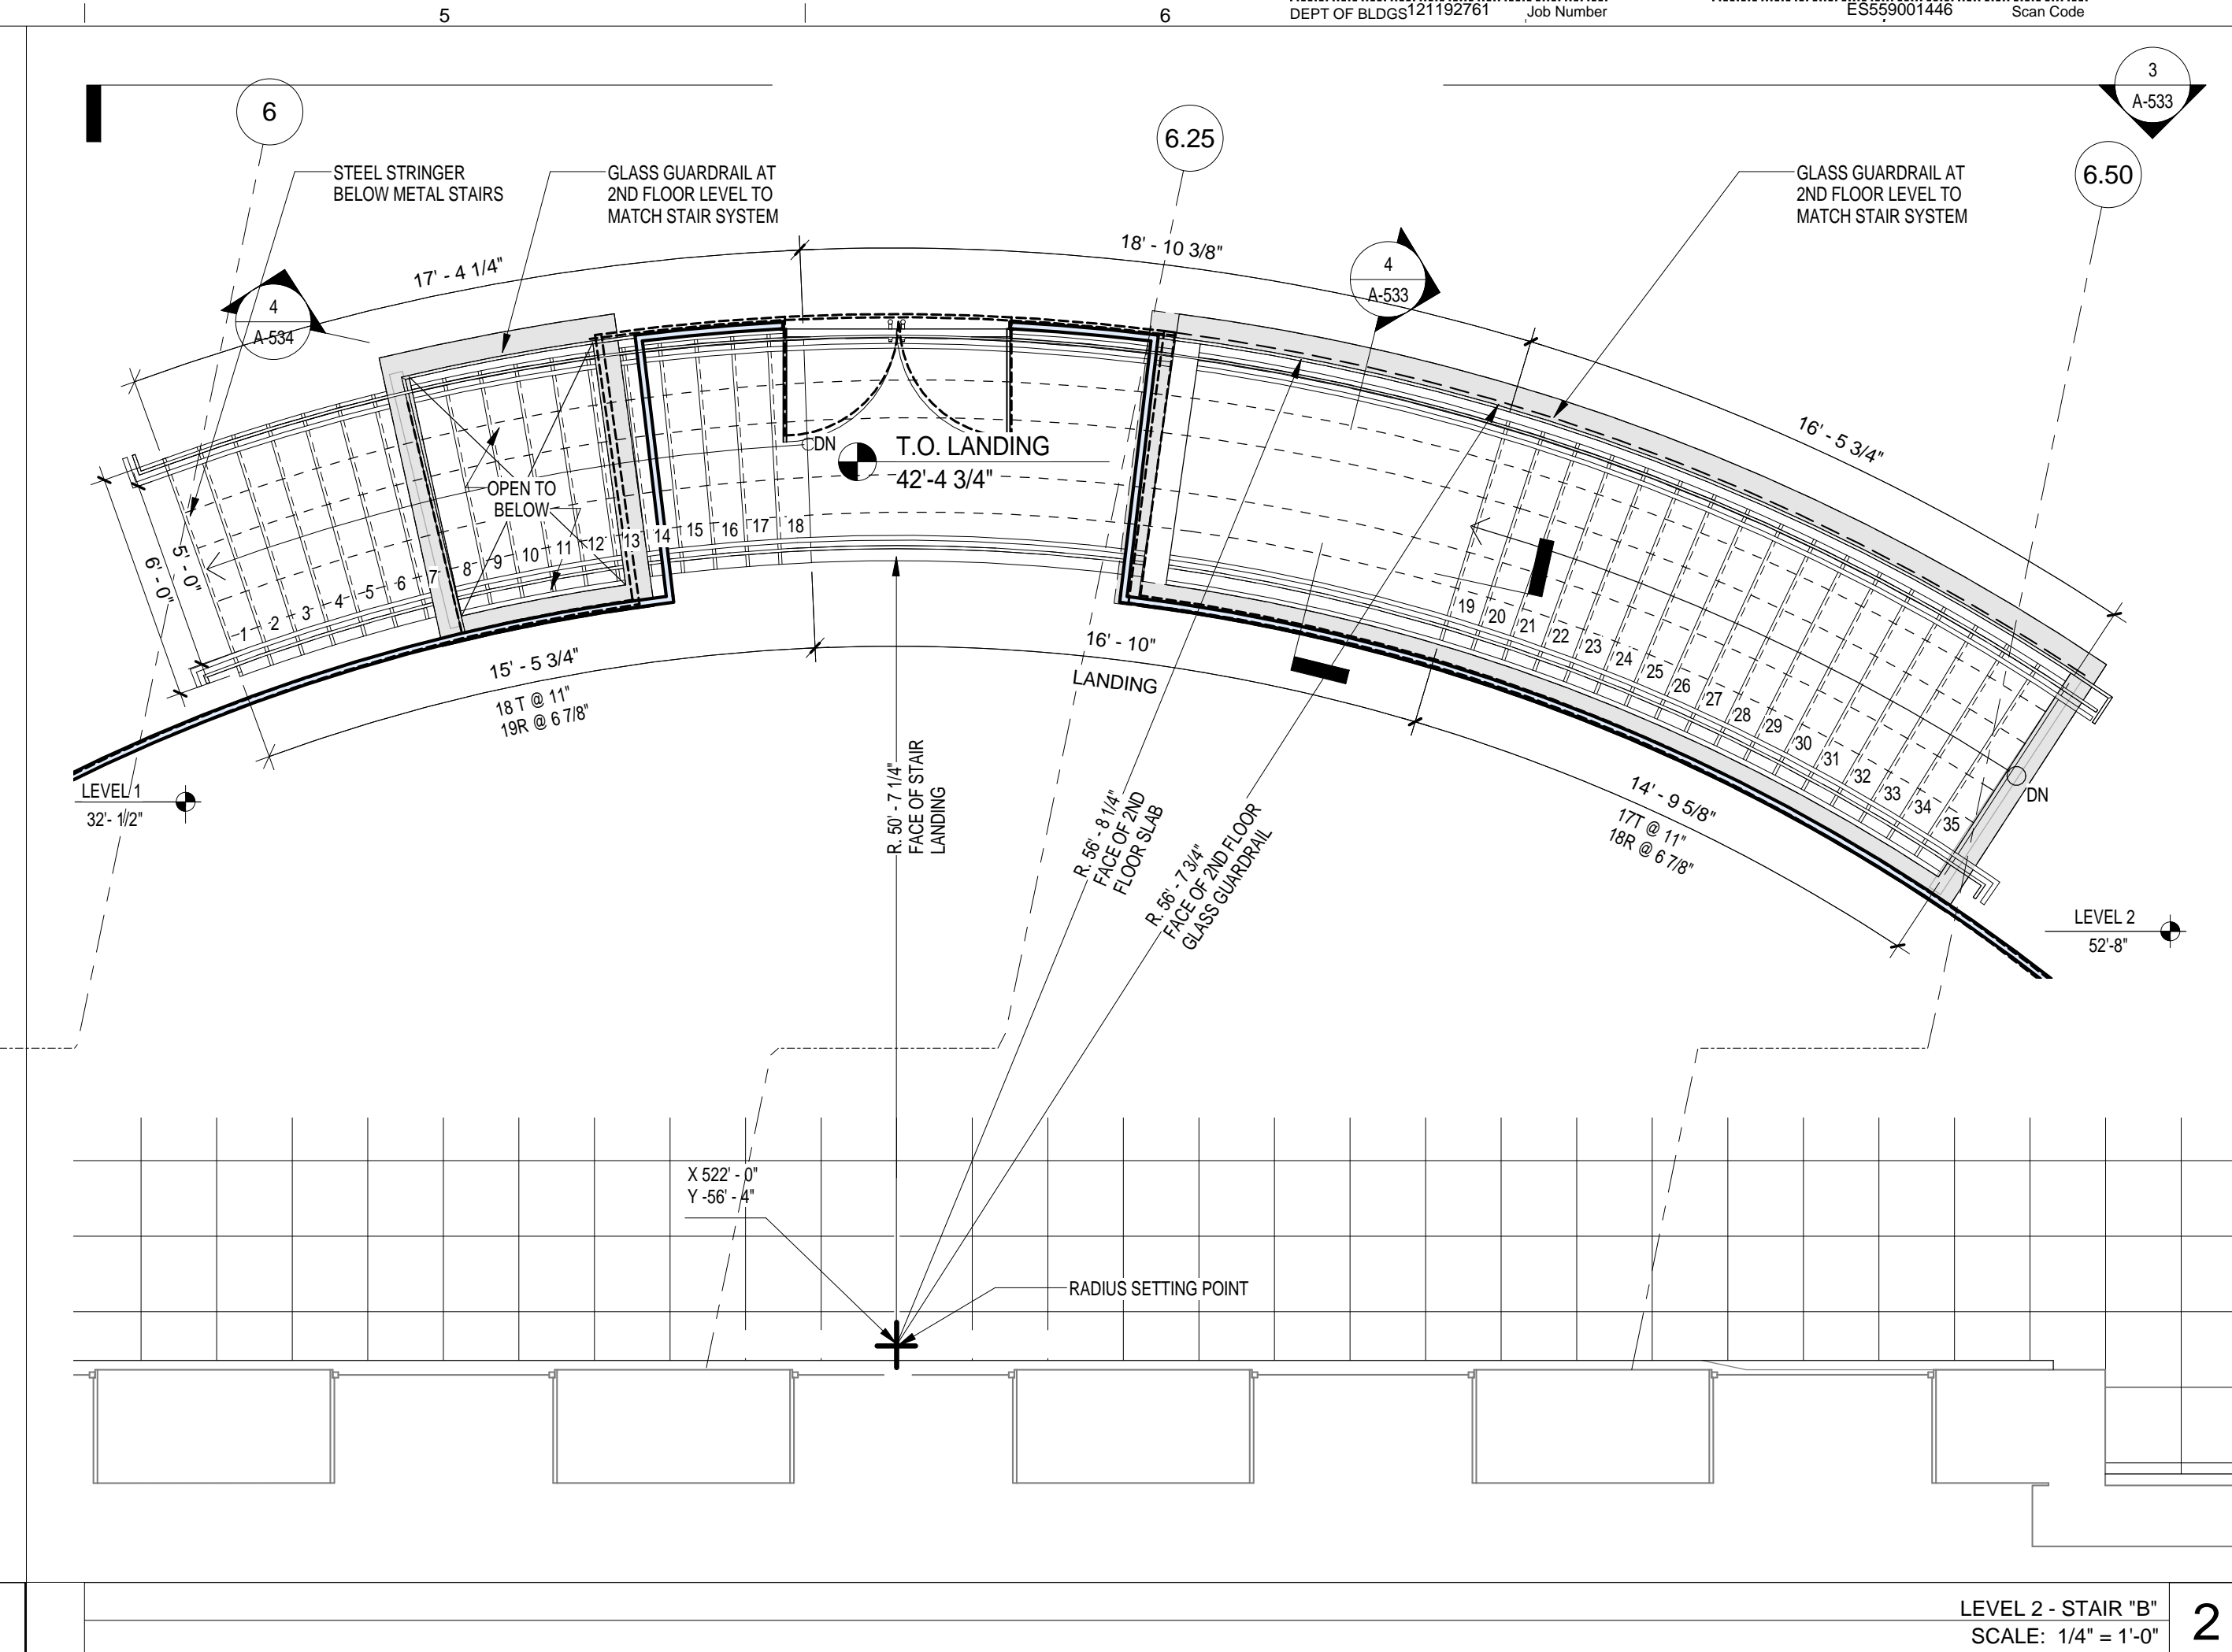 5
6
DEPT OF BLDGS 121192761 Job Number
ES559001446 Scan Code
3
A-533
6
6.25
6.50
STEEL STRINGER
BELOW METAL STAIRS
GLASS GUARDRAIL AT
2ND FLOOR LEVEL TO
MATCH STAIR SYSTEM
GLASS GUARDRAIL AT
2ND FLOOR LEVEL TO
MATCH STAIR SYSTEM
17' - 4 1/4"
18' - 10 3/8"
4
A-534
4
A-533
16' - 5 3/4"
DN
T.O. LANDING
42'-4 3/4"
OPEN TO
BELOW
6' - 0"
5' - 0"
1 2 3 4 5 6 7 8 9 10 11 12 13 14 15 16 17 18
19 20 21 22 23 24 25 26 27 28 29 30 31 32 33 34 35
DN
15' - 5 3/4"
18 T @ 11"
19R @ 6 7/8"
16' - 10"
LANDING
14' - 9 5/8"
17T @ 11"
18R @ 6 7/8"
LEVEL 1
32'- 1/2"
R. 50' - 7 1/4"
FACE OF STAIR
LANDING
R. 56' - 8 1/4"
FACE OF 2ND
FLOOR SLAB
R. 56' - 7 3/4"
FACE OF 2ND FLOOR
GLASS GUARDRAIL
LEVEL 2
52'-8"
X 522' - 0"
Y -56' - 4"
RADIUS SETTING POINT
LEVEL 2 - STAIR "B"
SCALE: 1/4" = 1'-0"
2